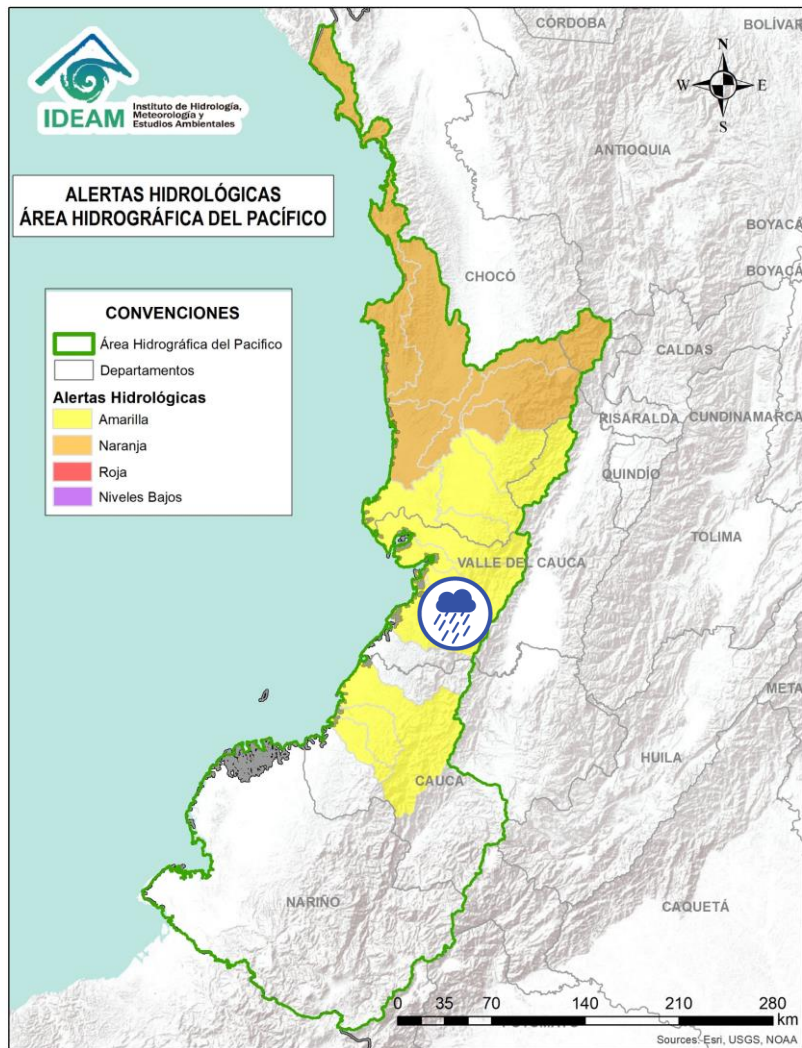 CÓRDOBA
BOLÍVAR
N
W E
S
IDEAM
Instituto de Hidrología,
Meteorología y
Estudios Ambientales
ANTIOQUIA
ALERTAS HIDROLÓGICAS
ÁREA HIDROGRÁFICA DEL PACÍFICO
BOYACÁ
CHOCÓ
BOYACÁ
CONVENCIONES
Área Hidrográfica del Pacifico
Departamentos
Alertas Hidrológicas
Amarilla
Naranja
Roja
Niveles Bajos
CALDAS
RISARALDA
CUNDINAMARCA
QUINDÍO
TOLIMA
VALLE DEL CAUCA
META
HUILA
CAUCA
NARIÑO
CAQUETÁ
0 35 70 140 210 280
km
Sources: Esri, USGS, NOAA